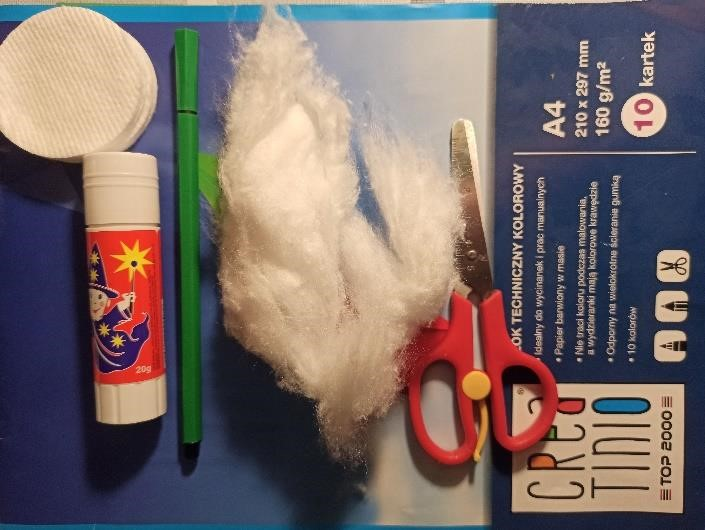 A4
210 x 297 mm
160 g/m²
10 kartek
OK TECHNICZNY KOLOROWY
Idealny do wycinanek i prac manualnych
• Papier barwiony w masie
• Nie traci koloru podczas malowania,
a wydzieranki mają kolorowe krawędzie
• Odporny na wielokrotne ścieranie gumką
• 10 kolorów
CREA
TINIO
®
TOP 2000
20g